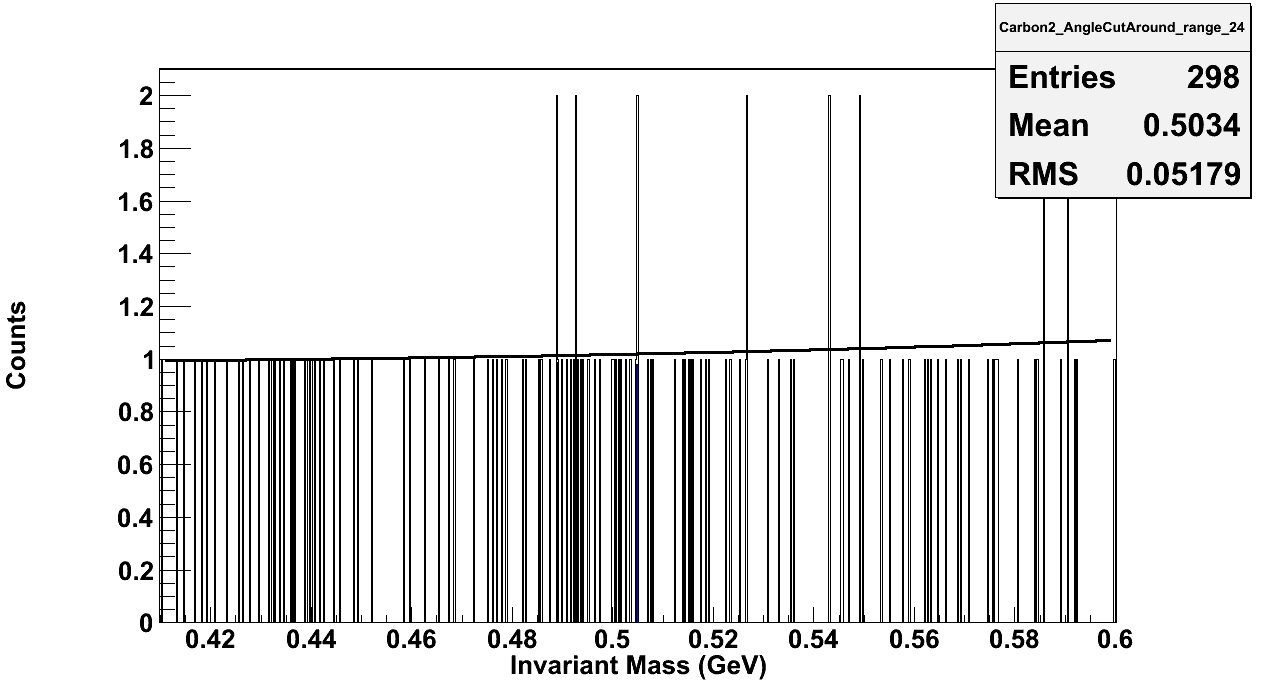 Carbon2_AngleCutAround_range_24
Entries 298
Mean 0.5034
RMS 0.05179
Counts
2
1.8
1.6
1.4
1.2
1
0.8
0.6
0.4
0.2
0
0.42 0.44 0.46 0.48 0.5 0.52 0.54 0.56 0.58 0.6
Invariant Mass (GeV)